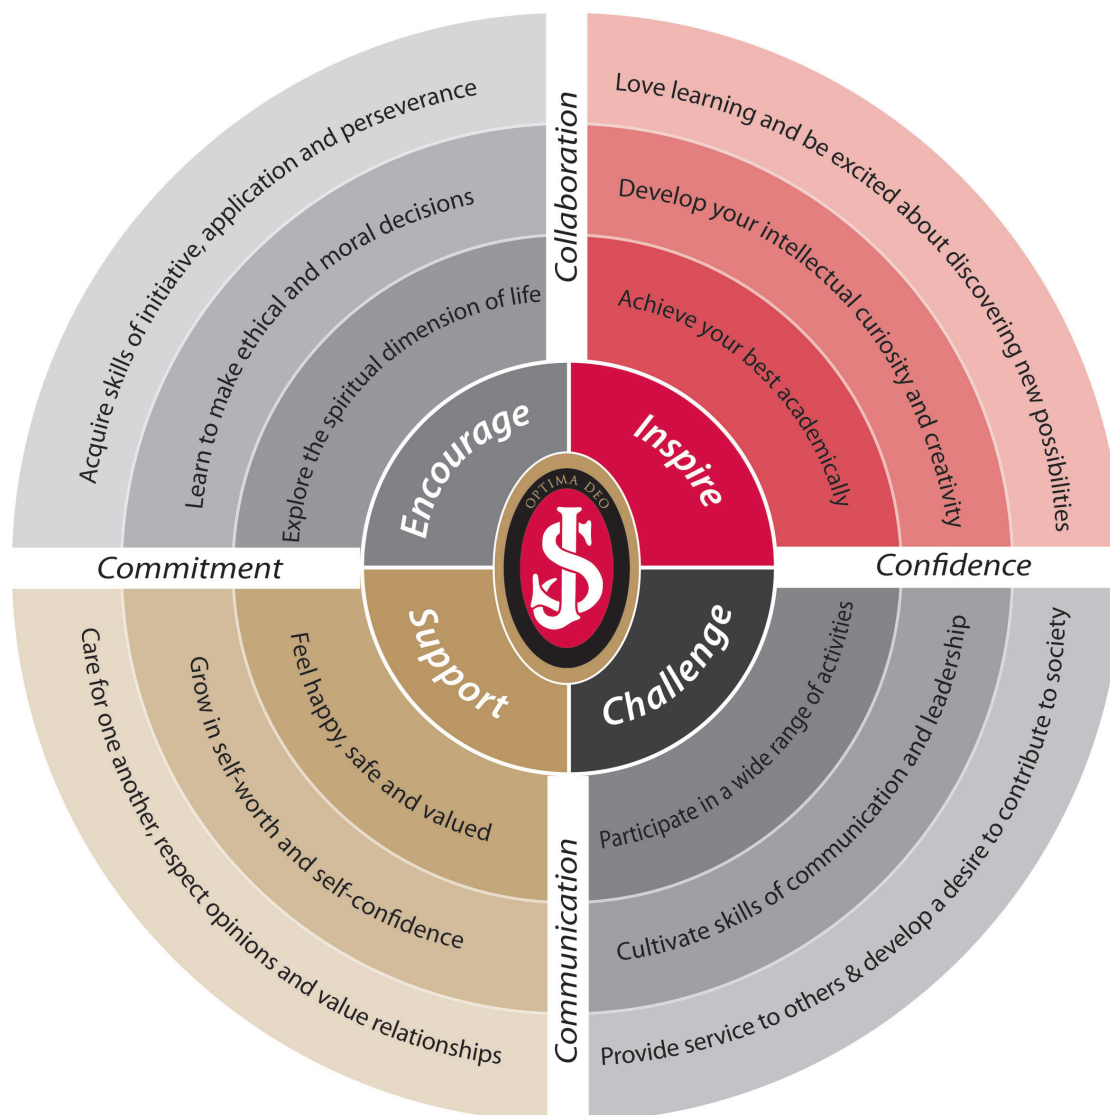 Acquire skills of initiative, application and perseverance
Learn to make ethical and moral decisions
Explore the spiritual dimension of life
Encourage
Collaboration
Love learning and be excited about discovering new possibilities
Develop your intellectual curiosity and creativity
Achieve your best academically
Inspire
Commitment
OPTIMA DEO
JS
Confidence
Support
Feel happy, safe and valued
Grow in self-worth and self-confidence
Care for one another, respect opinions and value relationships
Communication
Challenge
Participate in a wide range of activities
Cultivate skills of communication and leadership
Provide service to others & develop a desire to contribute to society